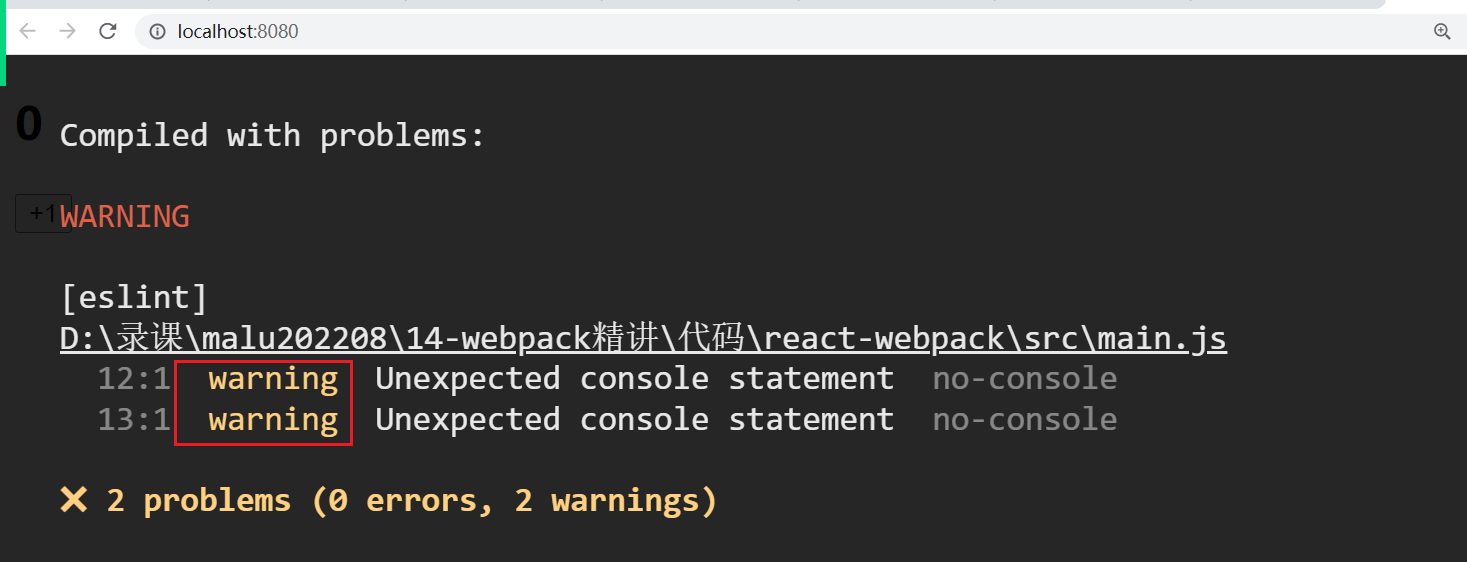 localhost:8080
0
Compiled with problems:
+1
WARNING
[eslint]
D:\录课\malu202208\14-webpack精讲\代码\react-webpack\src\main.js
12:1 warning Unexpected console statement no-console
13:1 warning Unexpected console statement no-console
❌ 2 problems (0 errors, 2 warnings)